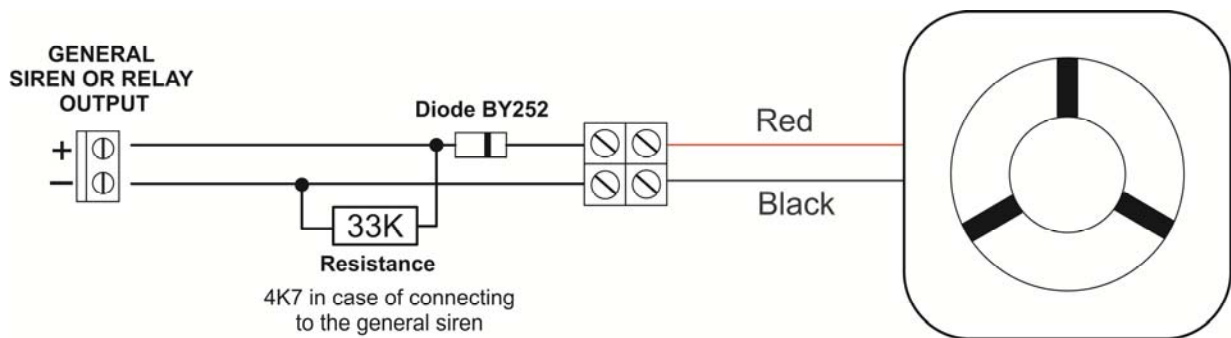 GENERAL
SIREN OR RELAY
OUTPUT
Diode BY252
+
−
Red
Black
33K
Resistance
4K7 in case of connecting
to the general siren